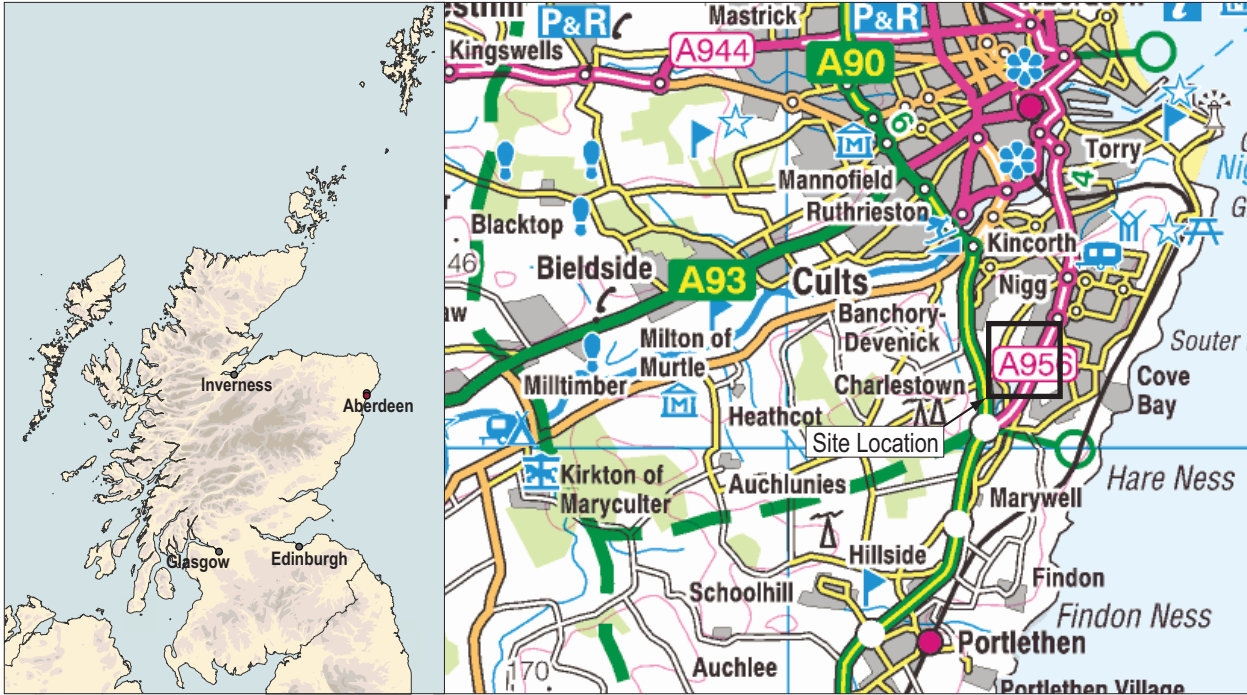 Inverness
Aberdeen
Glasgow
Edinburgh
P&R
Mastrick
P&R
Kingswells
A944
A90
9
Torry
4
Mannofield
Ruthrieston
Blacktop
Kincorth
46
Bieldside
A93
Cults
Nigg
Banchory-
Devenick
Milton of
Murtle
Souter
A956
Milltimber
Charlestown
Cove
Bay
Heathcot
Site Location
Kirkton of
Maryculter
Auchlunies
Hare Ness
Marywell
Hillside
Schoolhill
Findon
Findon Ness
Portlethen
170
Auchlee
Portlethen Village